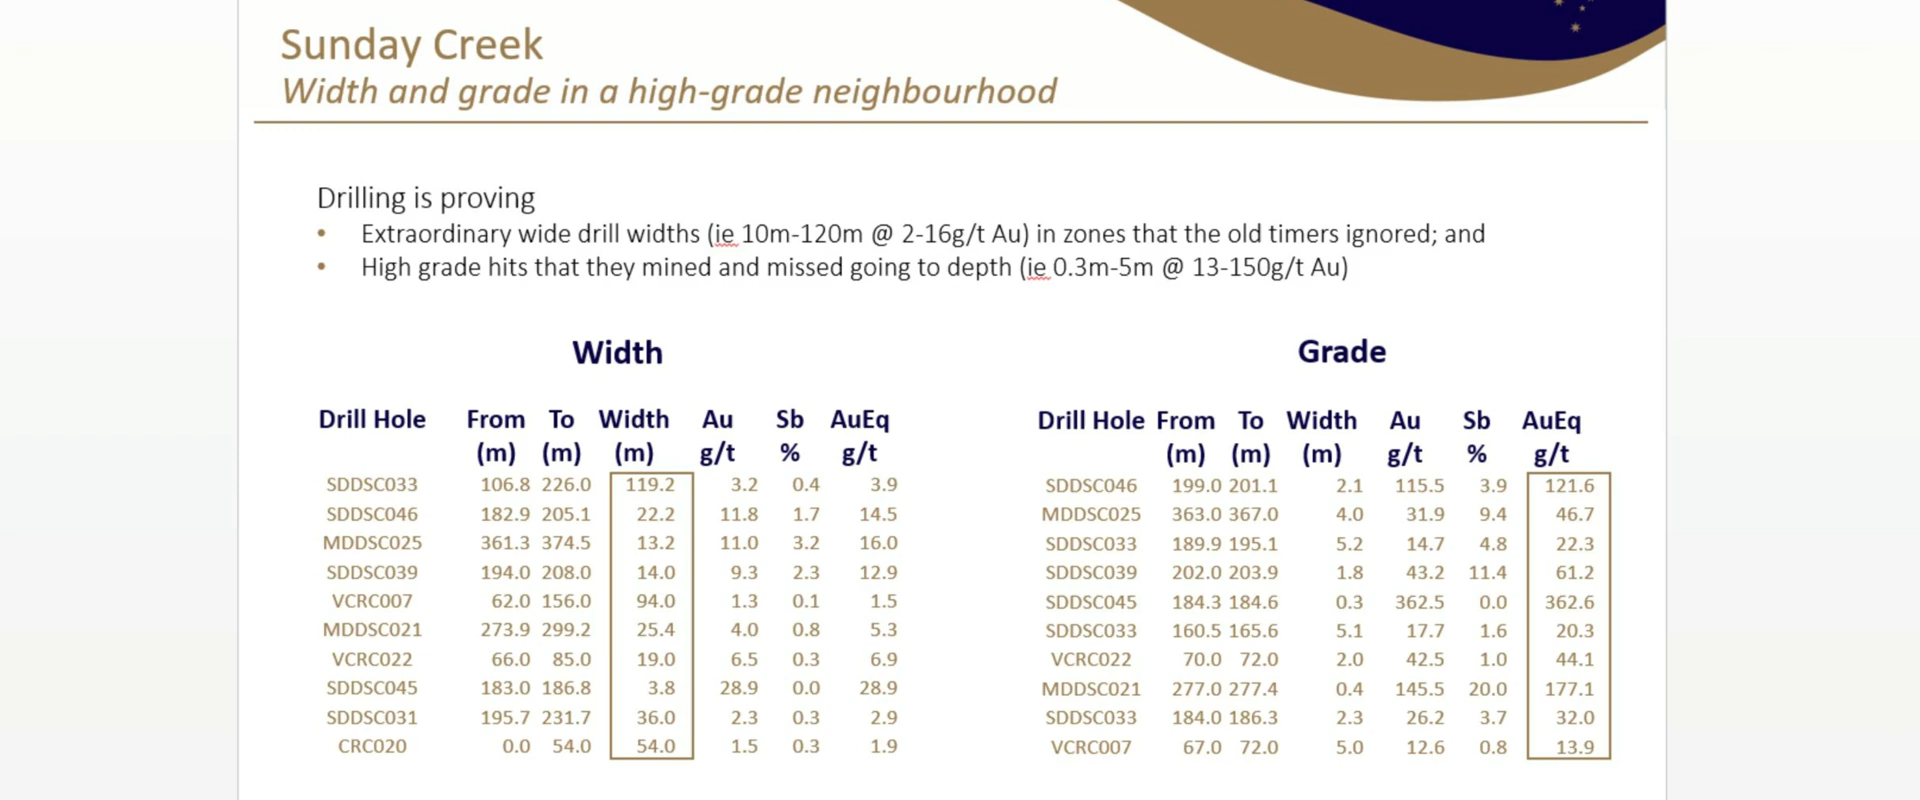 Sunday Creek
Width and grade in a high-grade neighbourhood
Drilling is proving
• Extraordinary wide drill widths (ie 10m-120m @ 2-16g/t Au) in zones that the old timers ignored; and
• High grade hits that they mined and missed going to depth (ie 0.3m-5m @ 13-150g/t Au)
Width
Drill Hole From To Width Au Sb AuEq
(m) (m) (m) g/t % g/t
SDDSC033 106.8 226.0 119.2 3.2 0.4 3.9
SDDSC046 182.9 205.1 22.2 11.8 1.7 14.5
MDDSC025 361.3 374.5 13.2 11.0 3.2 16.0
SDDSC039 194.0 208.0 14.0 9.3 2.3 12.9
VCRC007 62.0 156.0 94.0 1.3 0.1 1.5
MDDSC021 273.9 299.2 25.4 4.0 0.8 5.3
VCRC022 66.0 85.0 19.0 6.5 0.3 6.9
SDDSC045 183.0 186.8 3.8 28.9 0.0 28.9
SDDSC031 195.7 231.7 36.0 2.3 0.3 2.9
CRC020 0.0 54.0 54.0 1.5 0.3 1.9
Grade
Drill Hole From To Width Au Sb AuEq
(m) (m) (m) g/t % g/t
SDDSC046 199.0 201.1 2.1 115.5 3.9 121.6
MDDSC025 363.0 367.0 4.0 31.9 9.4 46.7
SDDSC033 189.9 195.1 5.2 14.7 4.8 22.3
SDDSC039 202.0 203.9 1.8 43.2 11.4 61.2
SDDSC045 184.3 184.6 0.3 362.5 0.0 362.6
SDDSC033 160.5 165.6 5.1 17.7 1.6 20.3
VCRC022 70.0 72.0 2.0 42.5 1.0 44.1
MDDSC021 277.0 277.4 0.4 145.5 20.0 177.1
SDDSC033 184.0 186.3 2.3 26.2 3.7 32.0
VCRC007 67.0 72.0 5.0 12.6 0.8 13.9